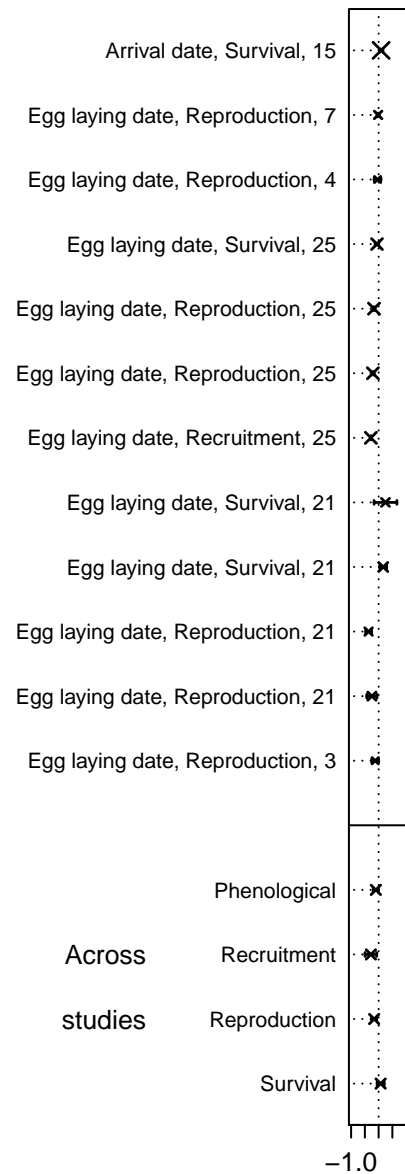 Arrival date, Survival, 15
Egg laying date, Reproduction, 7
Egg laying date, Reproduction, 4
Egg laying date, Survival, 25
Egg laying date, Reproduction, 25
Egg laying date, Reproduction, 25
Egg laying date, Recruitment, 25
Egg laying date, Survival, 21
Egg laying date, Survival, 21
Egg laying date, Reproduction, 21
Egg laying date, Reproduction, 21
Egg laying date, Reproduction, 3
Phenological
Across Recruitment
studies Reproduction
Survival
−1.0